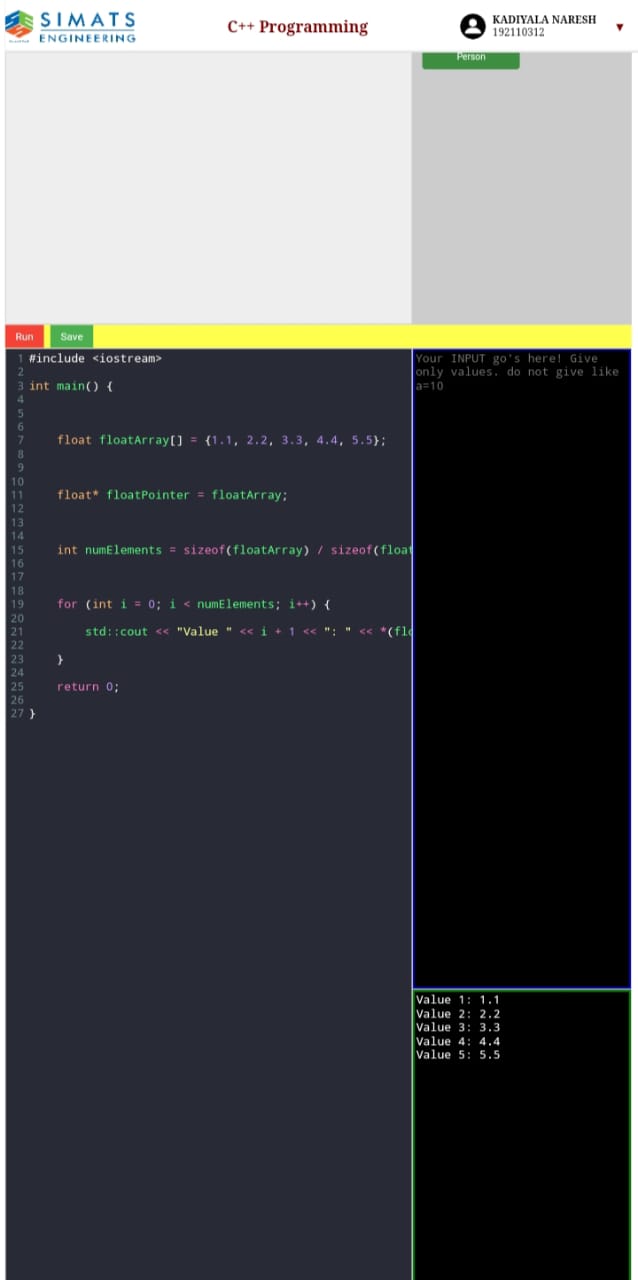 SIMATS
ENGINEERING
C++ Programming
KADIYALA NARESH
192110312
Person
Run
Save
1 #include <iostream>
2
3 int main() {
4
5
6
7 float floatArray[] = {1.1, 2.2, 3.3, 4.4, 5.5};
8
9
10
11 float* floatPointer = floatArray;
12
13
14
15 int numElements = sizeof(floatArray) / sizeof(float
16
17
18
19 for (int i = 0; i < numElements; i++) {
20
21 std::cout << "Value " << i + 1 << ": " << *(flo
22
23 }
24
25 return 0;
26
27 }
Your INPUT go's here! Give
only values. do not give like
a=10
Value 1: 1.1
Value 2: 2.2
Value 3: 3.3
Value 4: 4.4
Value 5: 5.5